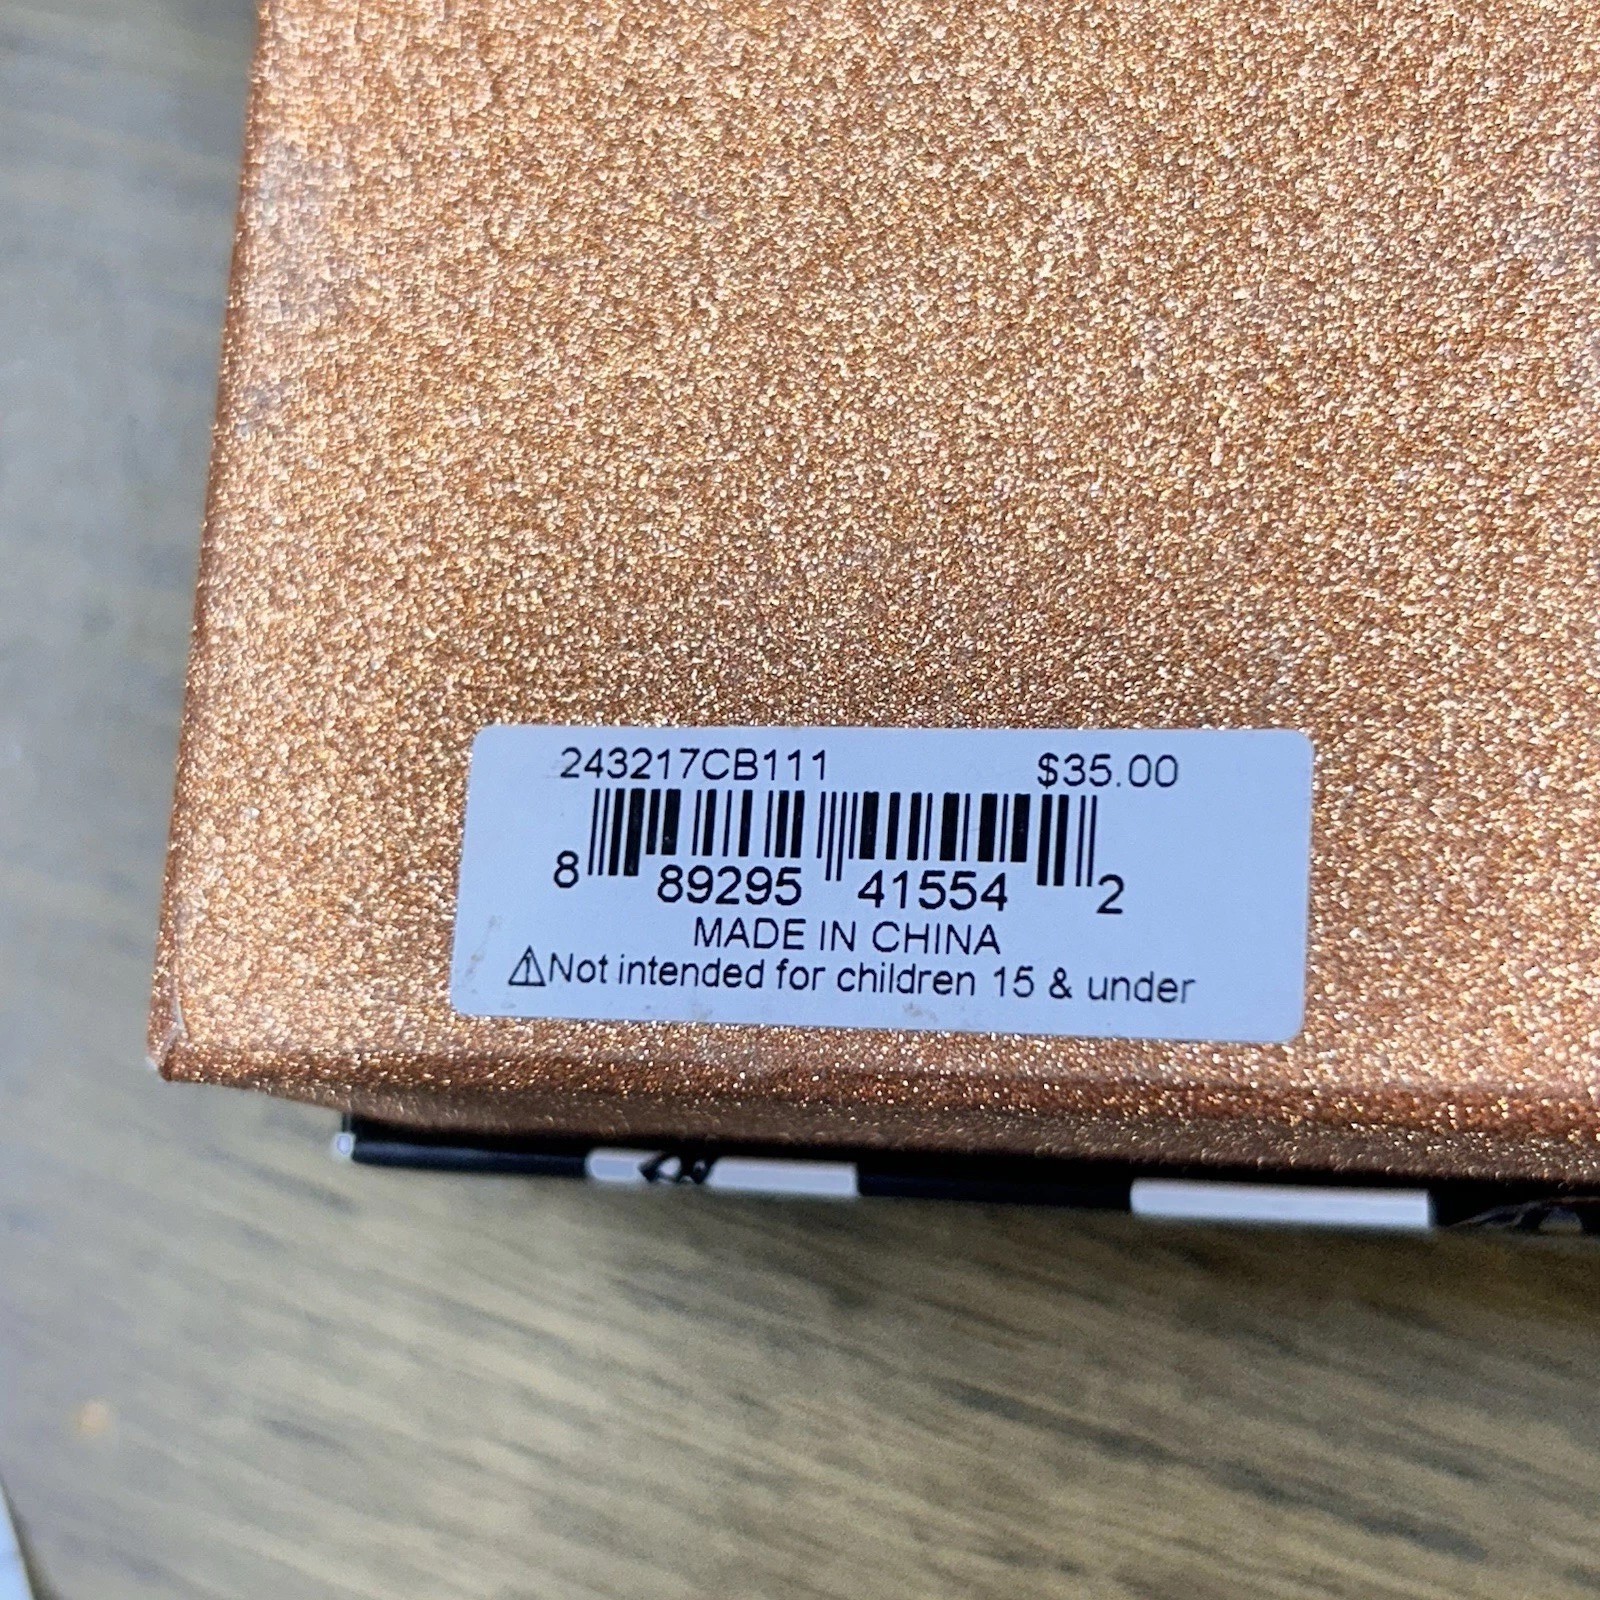 243217CB111 $35.00
8 89295 41554 2
MADE IN CHINA
⚠Not intended for children 15 & under